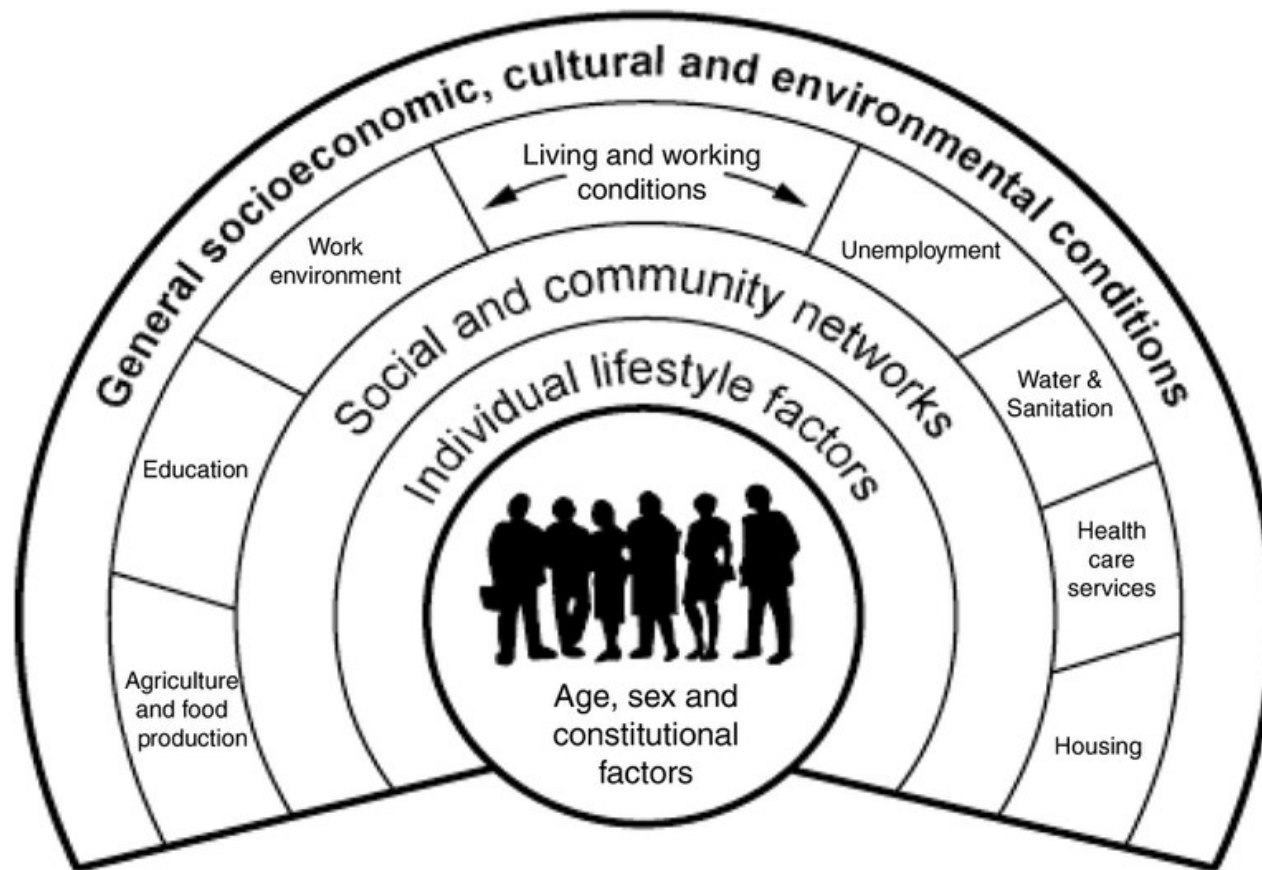 General socioeconomic, cultural and environmental conditions
Living and working
conditions
Work
environment
Unemployment
Education
Water &
Sanitation
Agriculture
and food
production
Health
care
services
Housing
Social and community networks
Individual lifestyle factors
Age, sex and
constitutional
factors